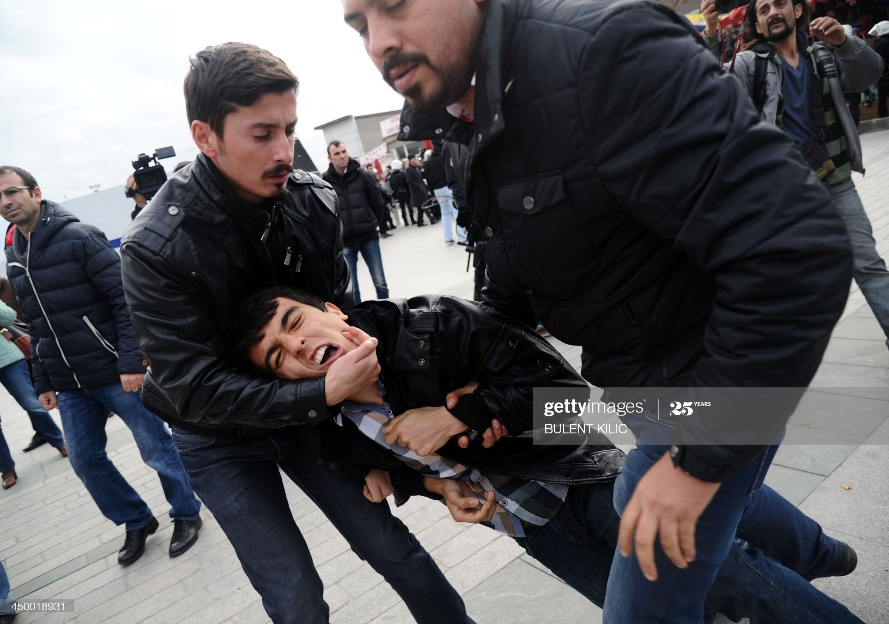 gettyimages®
25 YEARS
BULENT KILIC
450018931